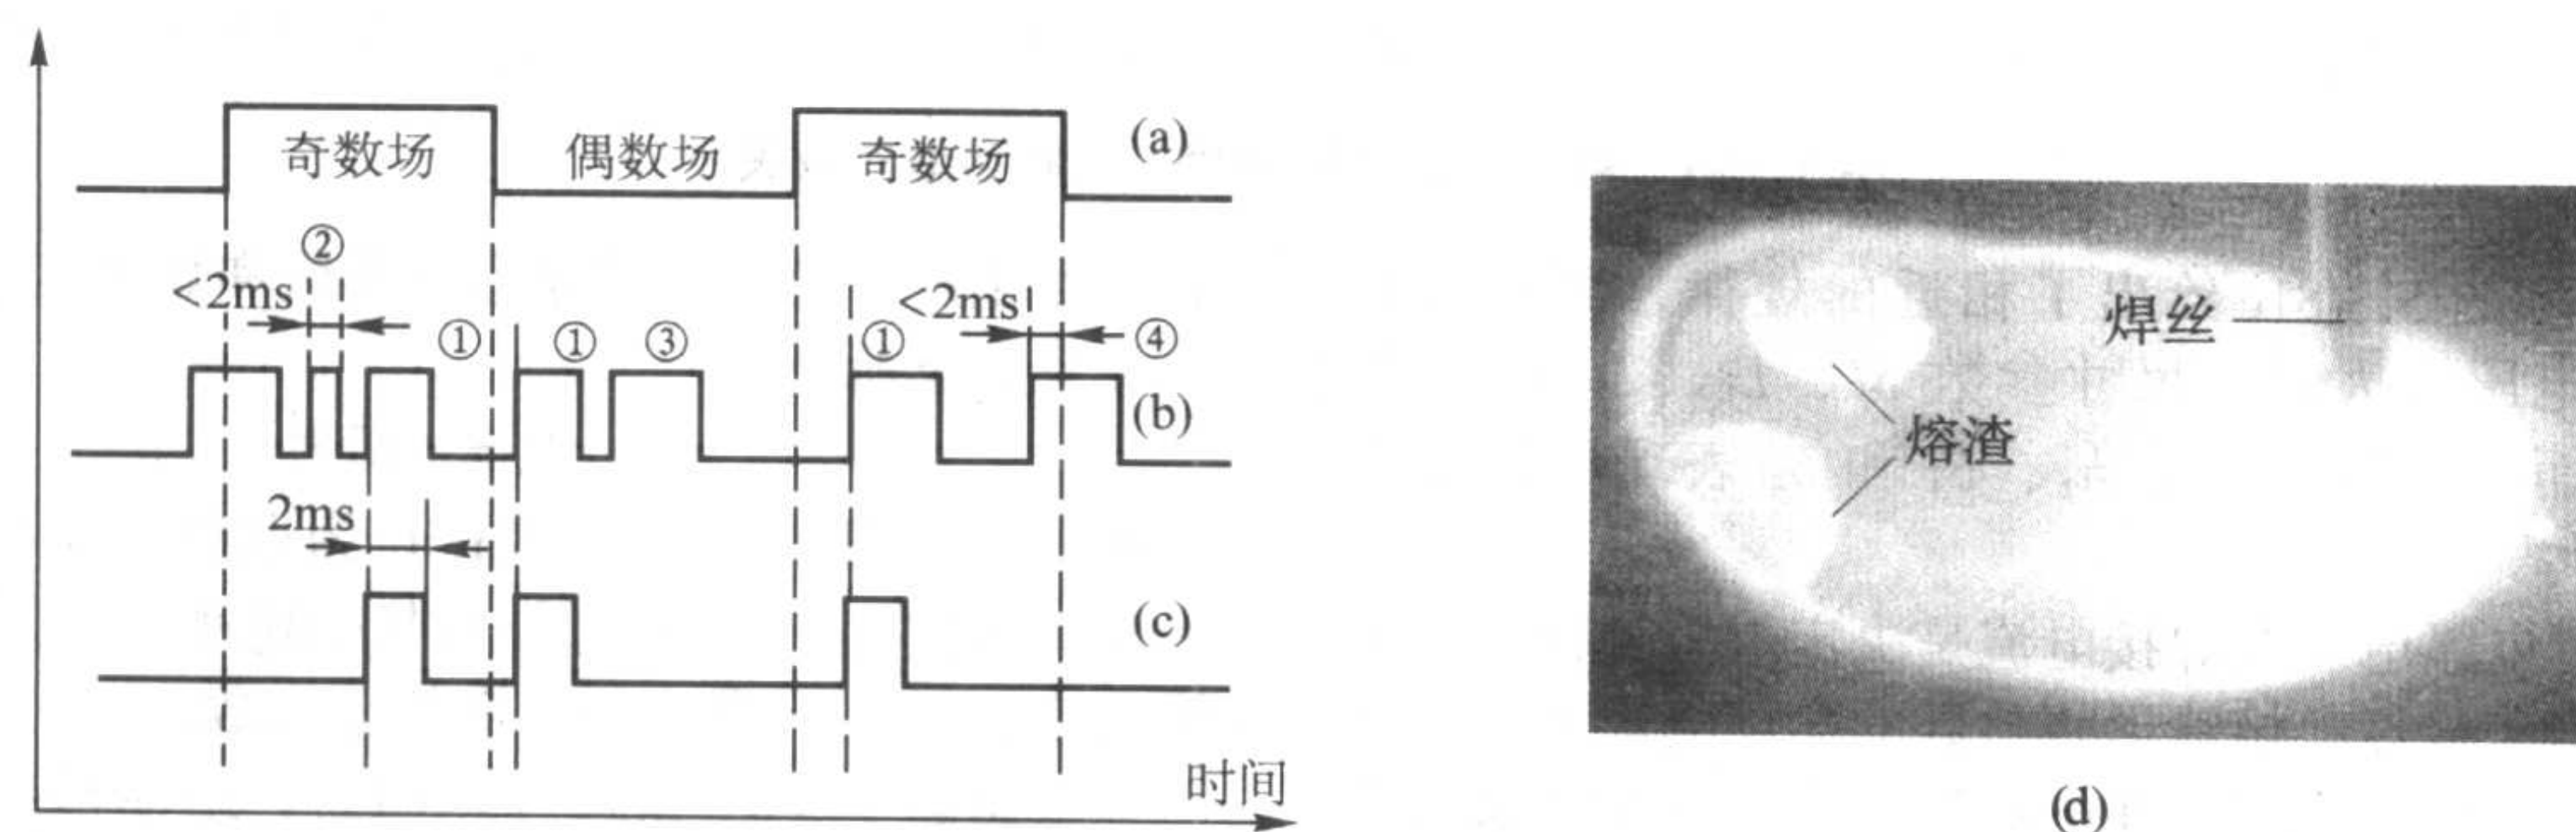 奇数场 偶数场 奇数场 (a)
②
<2ms <2ms
① ① ③ ① ④
(b)
2ms
(c)
时间
焊丝
熔渣
(d)